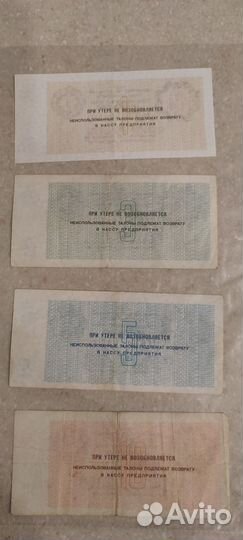 ПРИ УТЕРЕ НЕ ВОЗОБНОВЛЯЕТСЯ
НЕИСПОЛЬЗОВАННЫЕ ТАЛОНЫ ПОДЛЕЖАТ ВОЗВРАТУ
В КАССУ ПРЕДПРИЯТИЯ
3
ПРИ УТЕРЕ НЕ ВОЗОБНОВЛЯЕТСЯ
НЕИСПОЛЬЗОВАННЫЕ ТАЛОНЫ ПОДЛЕЖАТ ВОЗВРАТУ
В КАССУ ПРЕДПРИЯТИЯ
5
ПРИ УТЕРЕ НЕ ВОЗОБНОВЛЯЕТСЯ
НЕИСПОЛЬЗОВАННЫЕ ТАЛОНЫ ПОДЛЕЖАТ ВОЗВРАТУ
В КАССУ ПРЕДПРИЯТИЯ
ПРИ УТЕРЕ НЕ ВОЗОБНОВЛЯЕТСЯ
НЕИСПОЛЬЗОВАННЫЕ ТАЛОНЫ ПОДЛЕЖАТ ВОЗВРАТУ
В КАССУ ПРЕДПРИЯТИЯ
Avito